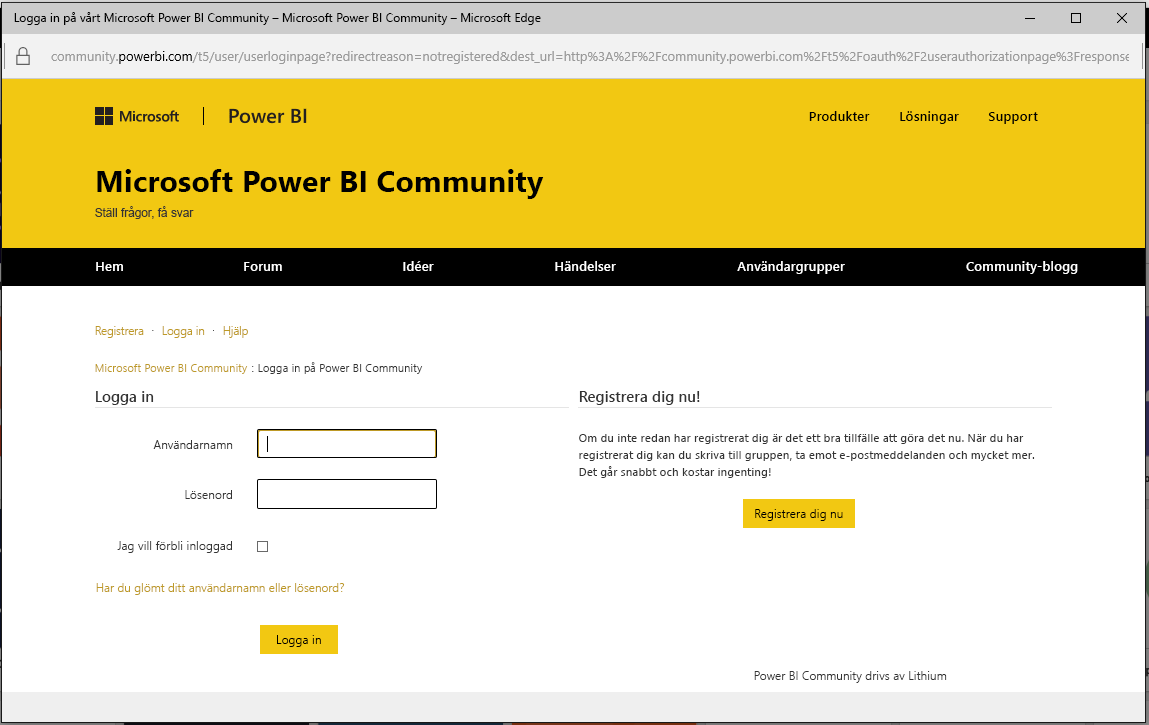 Logga in på vårt Microsoft Power BI Community – Microsoft Power BI Community – Microsoft Edge
community.powerbi.com/t5/user/userloginpage?redirectreason=notregistered&dest_url=http%3A%2F%2Fcommunity.powerbi.com%2Ft5%2Foauth%2F2userauthorizationpage%3Fresponse
Microsoft | Power BI
Produkter Lösningar Support
Microsoft Power BI Community
Ställ frågor, få svar
Hem Forum Idéer Händelser Användargrupper Community-blogg
Registrera · Logga in · Hjälp
Microsoft Power BI Community : Logga in på Power BI Community
Logga in
Användarnamn
Lösenord
Jag vill förbli inloggad
Har du glömt ditt användarnamn eller lösenord?
Logga in
Registrera dig nu!
Om du inte redan har registrerat dig är det ett bra tillfälle att göra det nu. När du har
registrerat dig kan du skriva till gruppen, ta emot e-postmeddelanden och mycket mer.
Det går snabbt och kostar ingenting!
Registrera dig nu
Power BI Community drivs av Lithium